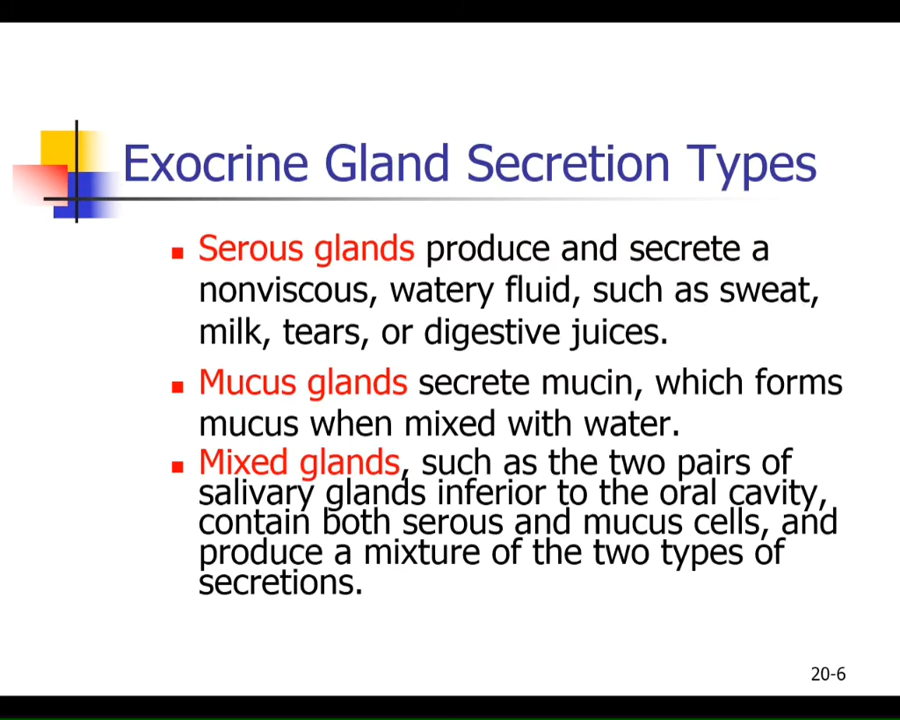 Exocrine Gland Secretion Types
Serous glands produce and secrete a
nonviscous, watery fluid, such as sweat,
milk, tears, or digestive juices.
Mucus glands secrete mucin, which forms
mucus when mixed with water.
Mixed glands, such as the two pairs of
salivary glands inferior to the oral cavity,
contain both serous and mucus cells, and
produce a mixture of the two types of
secretions.
20-6